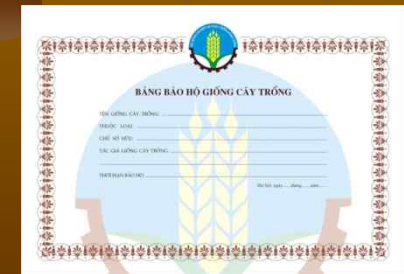 BẰNG BẢO HỘ GIỐNG CÂY TRỒNG
TÊN GIỐNG CÂY TRỒNG:
THUỘC LOÀI:
CHỦ SỞ HỮU:
TÁC GIẢ GIỐNG CÂY TRỒNG:
THỜI HẠN BẢO HỘ:
Hà Nội, ngày......tháng......năm......